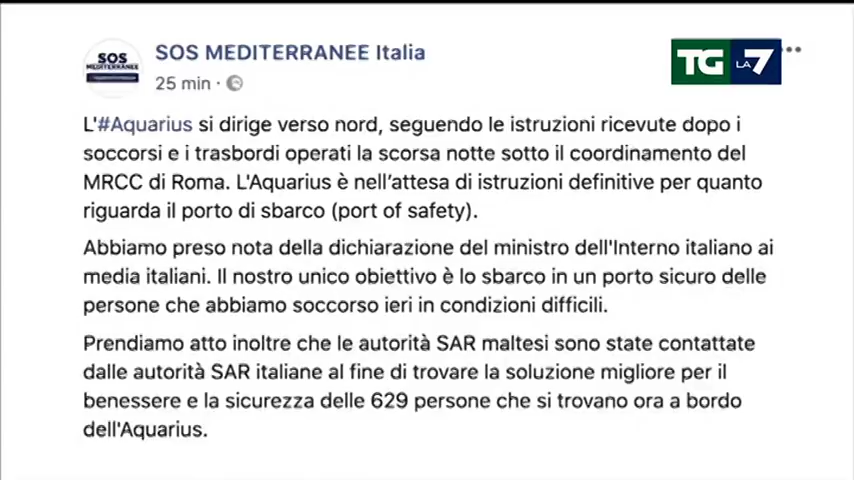 SOS
MEDITERRANEE
SOS MEDITERRANEE Italia
25 min ·
TG LA7
L'#Aquarius si dirige verso nord, seguendo le istruzioni ricevute dopo i
soccorsi e i trasbordi operati la scorsa notte sotto il coordinamento del
MRCC di Roma. L'Aquarius è nell'attesa di istruzioni definitive per quanto
riguarda il porto di sbarco (port of safety).
Abbiamo preso nota della dichiarazione del ministro dell'Interno italiano ai
media italiani. Il nostro unico obiettivo è lo sbarco in un porto sicuro delle
persone che abbiamo soccorso ieri in condizioni difficili.
Prendiamo atto inoltre che le autorità SAR maltesi sono state contattate
dalle autorità SAR italiane al fine di trovare la soluzione migliore per il
benessere e la sicurezza delle 629 persone che si trovano ora a bordo
dell'Aquarius.